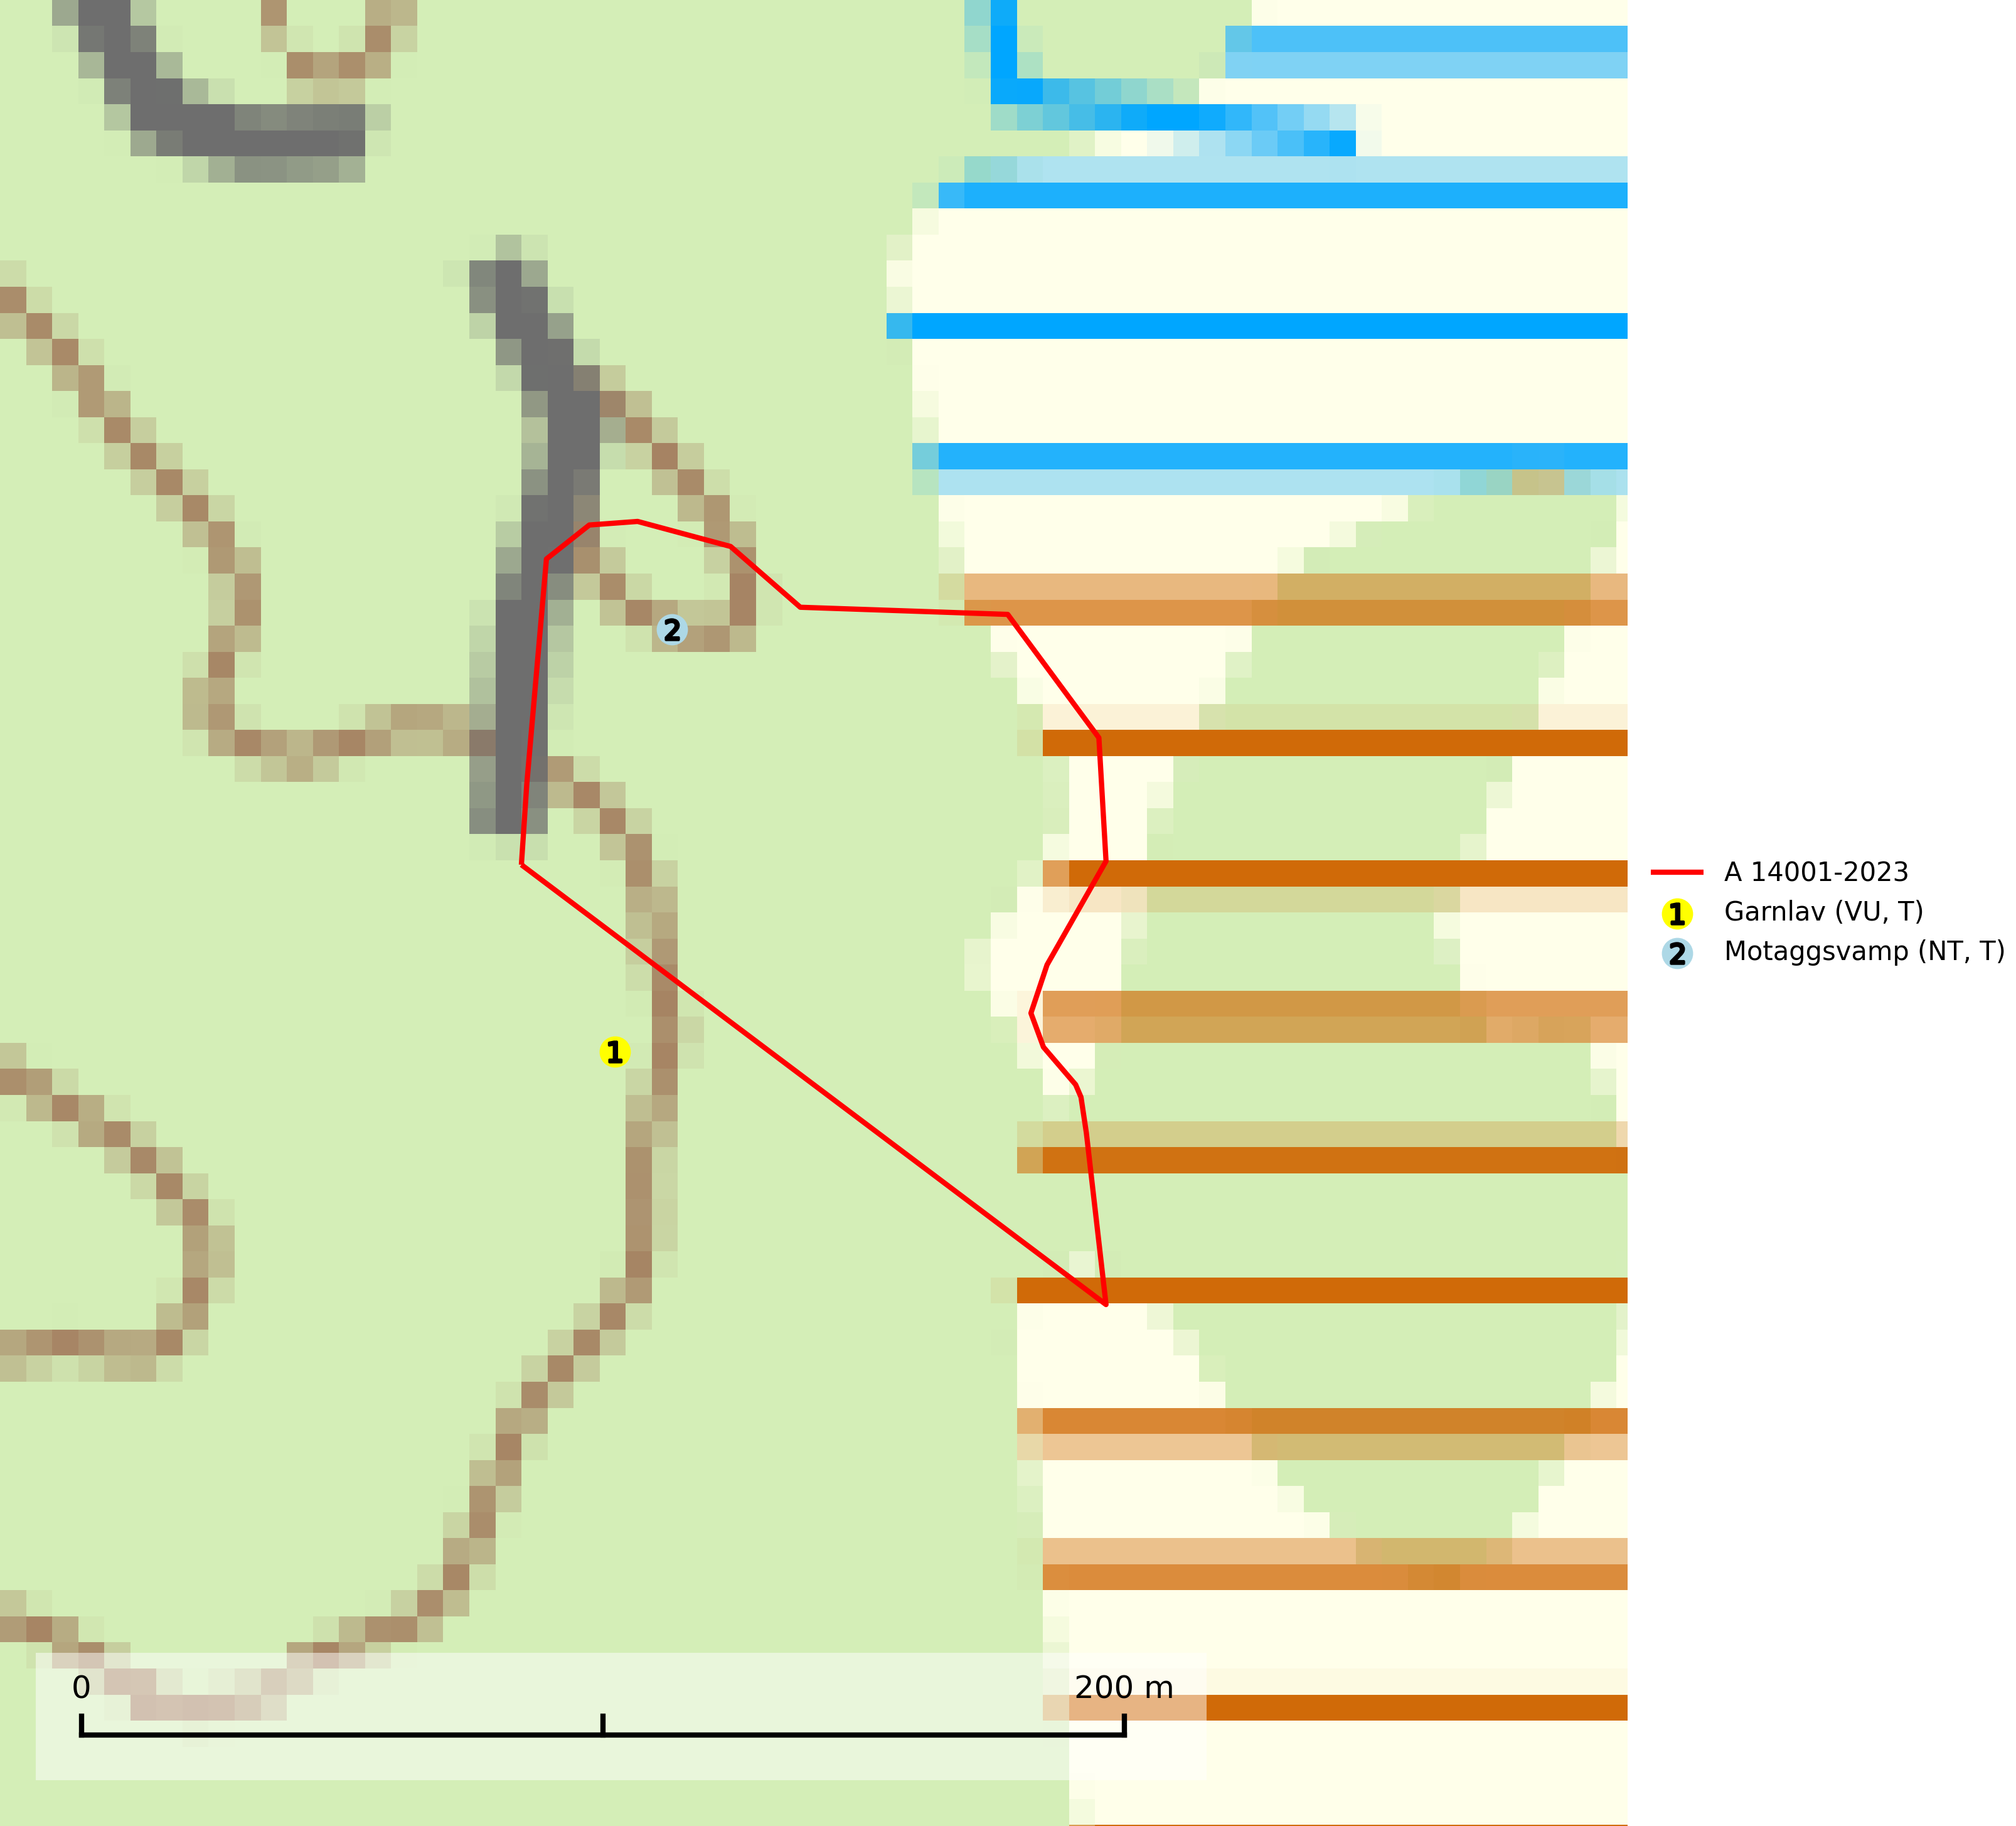 2
A 14001-2023
1 Garnlav (VU, T)
2 Motaggsvamp (NT, T)
1
0 200 m